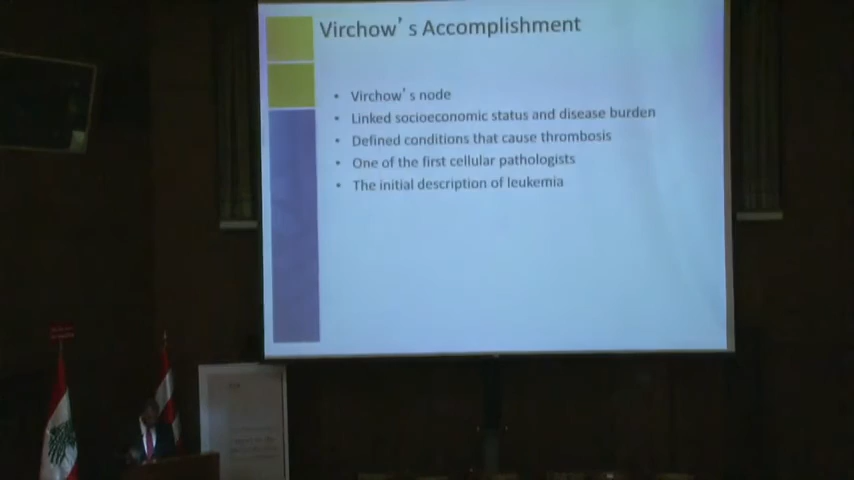 Virchow’s Accomplishment
• Virchow’s node
• Linked socioeconomic status and disease burden
• Defined conditions that cause thrombosis
• One of the first cellular pathologists
• The initial description of leukemia